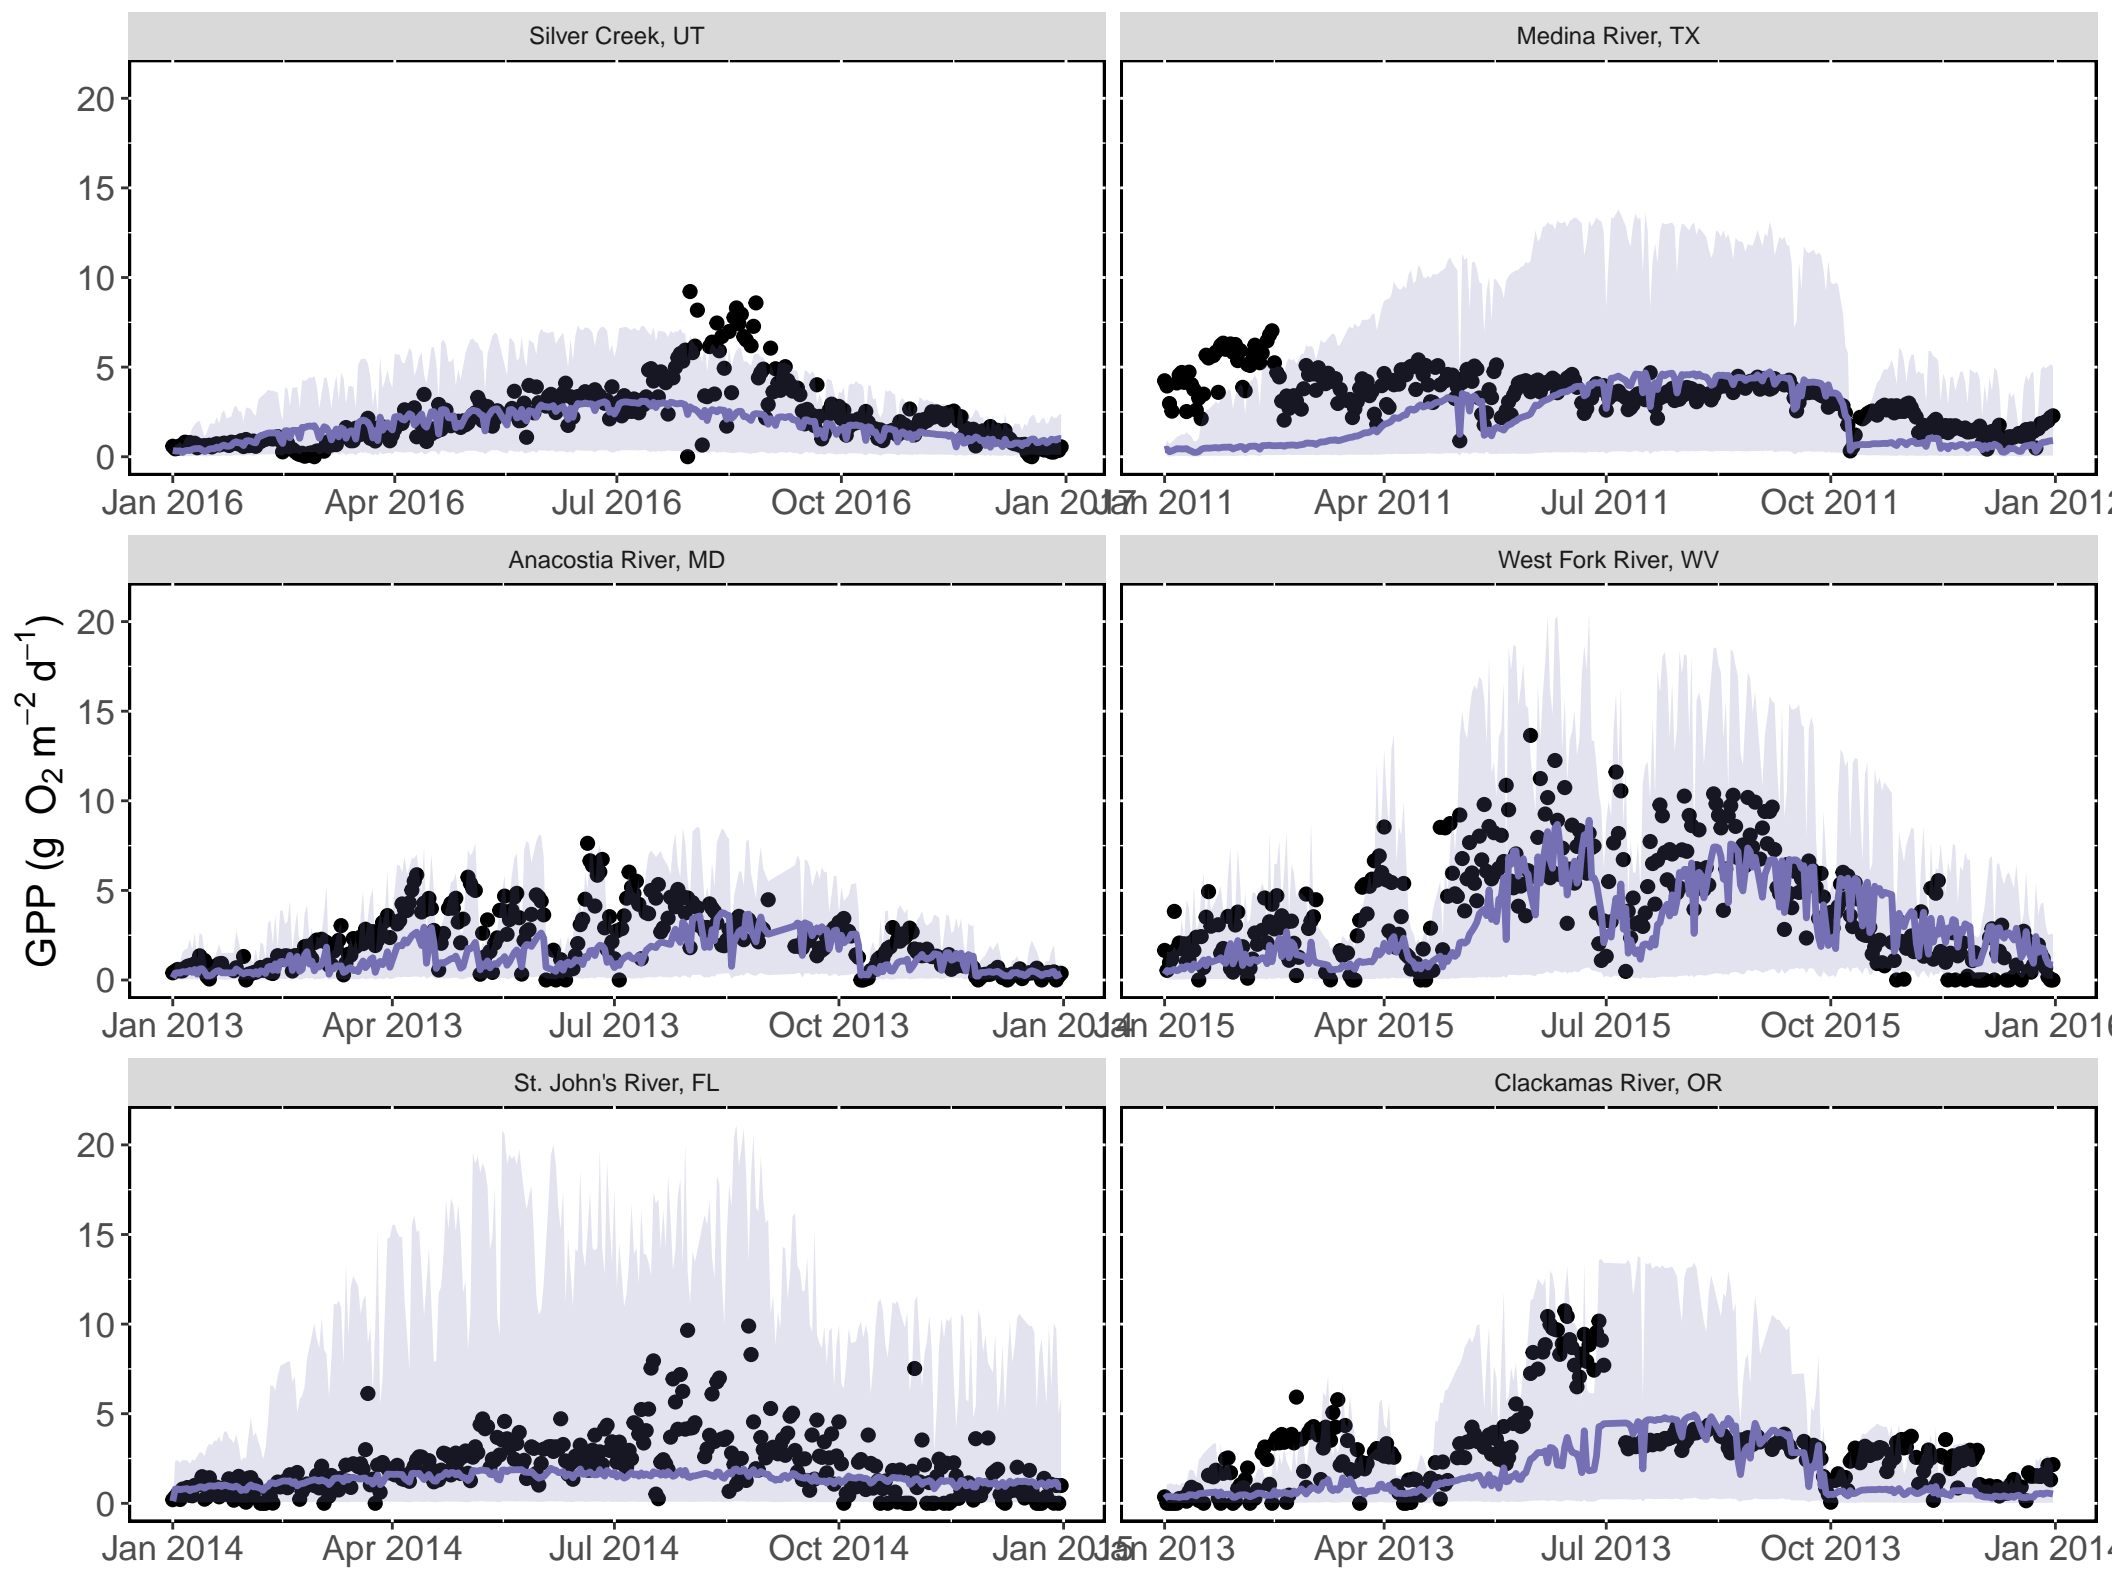 Silver Creek, UT
Medina River, TX
20
15
10
5
0
Jan 2016 Apr 2016 Jul 2016 Oct 2016 Jan 2017
Jan 2011 Apr 2011 Jul 2011 Oct 2011 Jan 2012
Anacostia River, MD
West Fork River, WV
GPP (g O₂ m⁻² d⁻¹)
20
15
10
5
0
Jan 2013 Apr 2013 Jul 2013 Oct 2013 Jan 2014
Jan 2015 Apr 2015 Jul 2015 Oct 2015 Jan 2016
St. John's River, FL
Clackamas River, OR
20
15
10
5
0
Jan 2014 Apr 2014 Jul 2014 Oct 2014 Jan 2015
Jan 2013 Apr 2013 Jul 2013 Oct 2013 Jan 2014